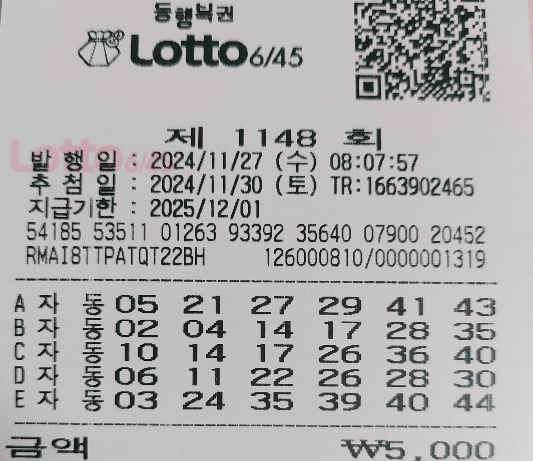 동행복권
Lotto 6/45
제 1148 회
발 행 일 : 2024/11/27 (수) 08:07:57
추 첨 일 : 2024/11/30 (토) TR:1663902465
지급기한 : 2025/12/01
54185 53511 01263 93392 35640 07900 20452
RMAI8TTPATQT22BH 126000810/0000001319
A 자 동 05 21 27 29 41 43
B 자 동 02 04 14 17 28 35
C 자 동 10 14 17 26 36 40
D 자 동 06 11 22 26 28 30
E 자 동 03 24 35 39 40 44
금액 ₩5,000